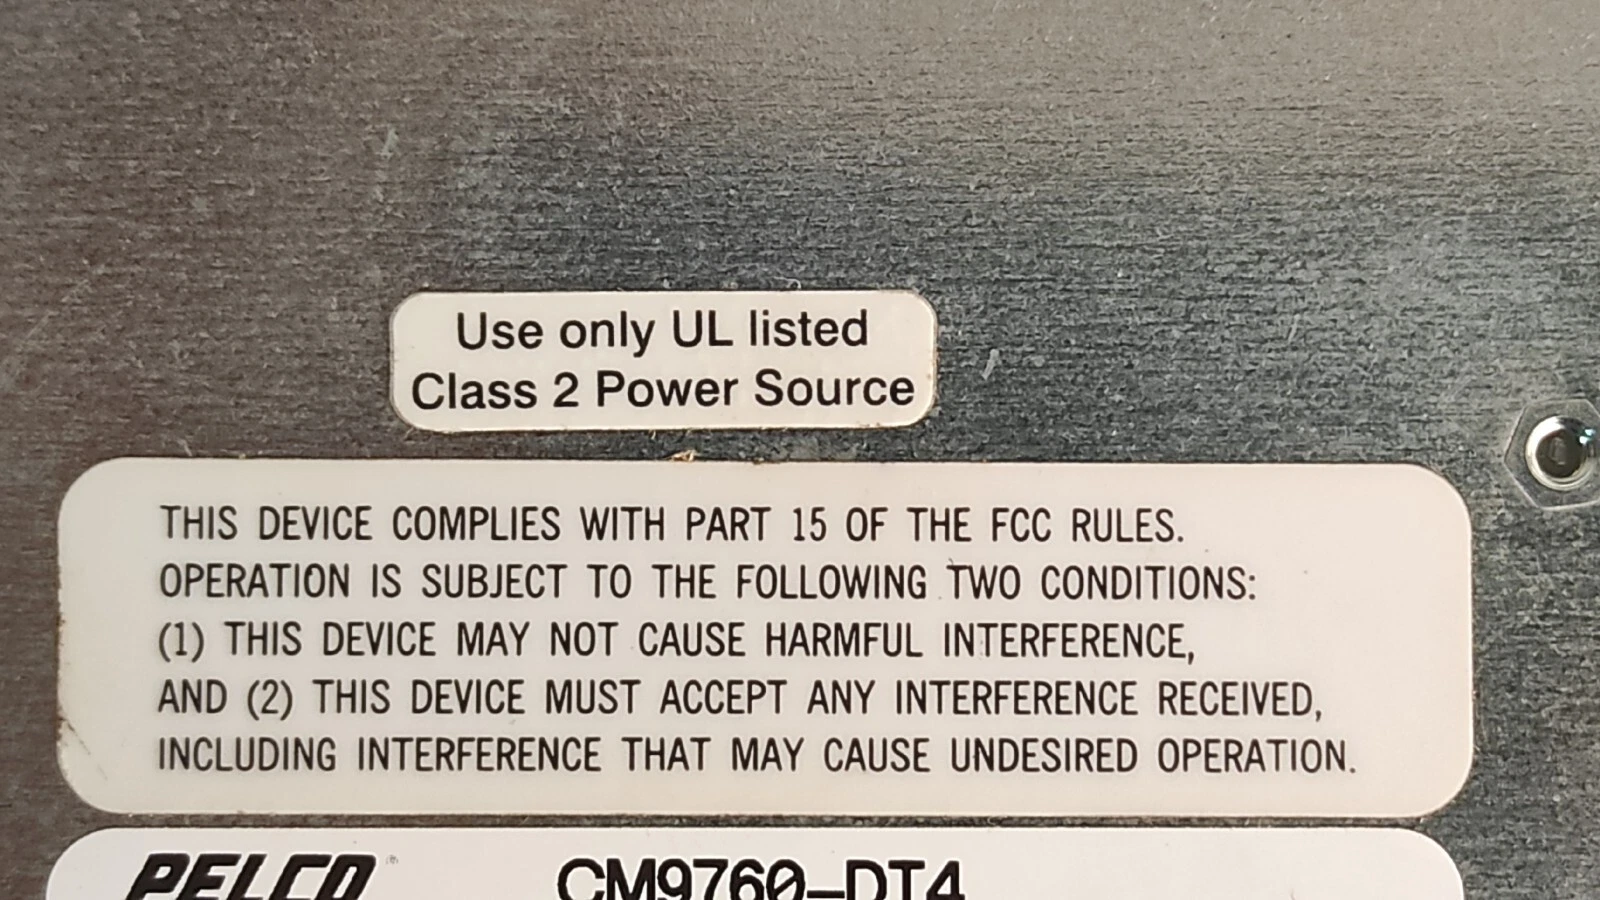 Use only UL listed
Class 2 Power Source
THIS DEVICE COMPLIES WITH PART 15 OF THE FCC RULES.
OPERATION IS SUBJECT TO THE FOLLOWING TWO CONDITIONS:
(1) THIS DEVICE MAY NOT CAUSE HARMFUL INTERFERENCE,
AND (2) THIS DEVICE MUST ACCEPT ANY INTERFERENCE RECEIVED,
INCLUDING INTERFERENCE THAT MAY CAUSE UNDESIRED OPERATION.
PELCO® CM9760-DT4